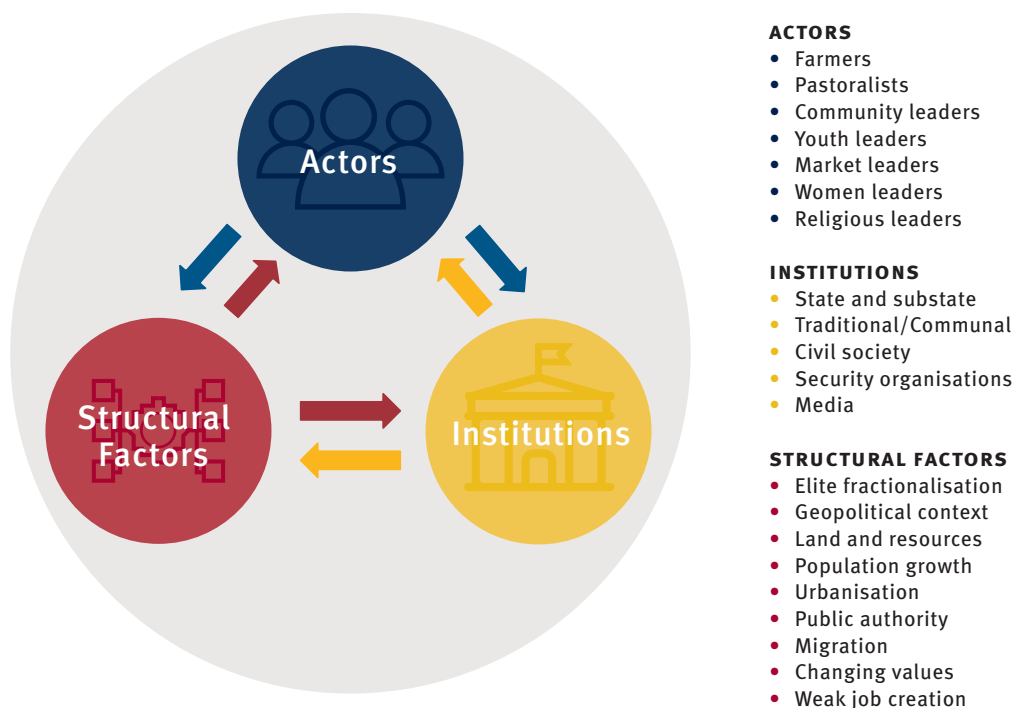 Actors
Structural
Factors
Institutions
ACTORS
• Farmers
• Pastoralists
• Community leaders
• Youth leaders
• Market leaders
• Women leaders
• Religious leaders
INSTITUTIONS
• State and substate
• Traditional/Communal
• Civil society
• Security organisations
• Media
STRUCTURAL FACTORS
• Elite fractionalisation
• Geopolitical context
• Land and resources
• Population growth
• Urbanisation
• Public authority
• Migration
• Changing values
• Weak job creation